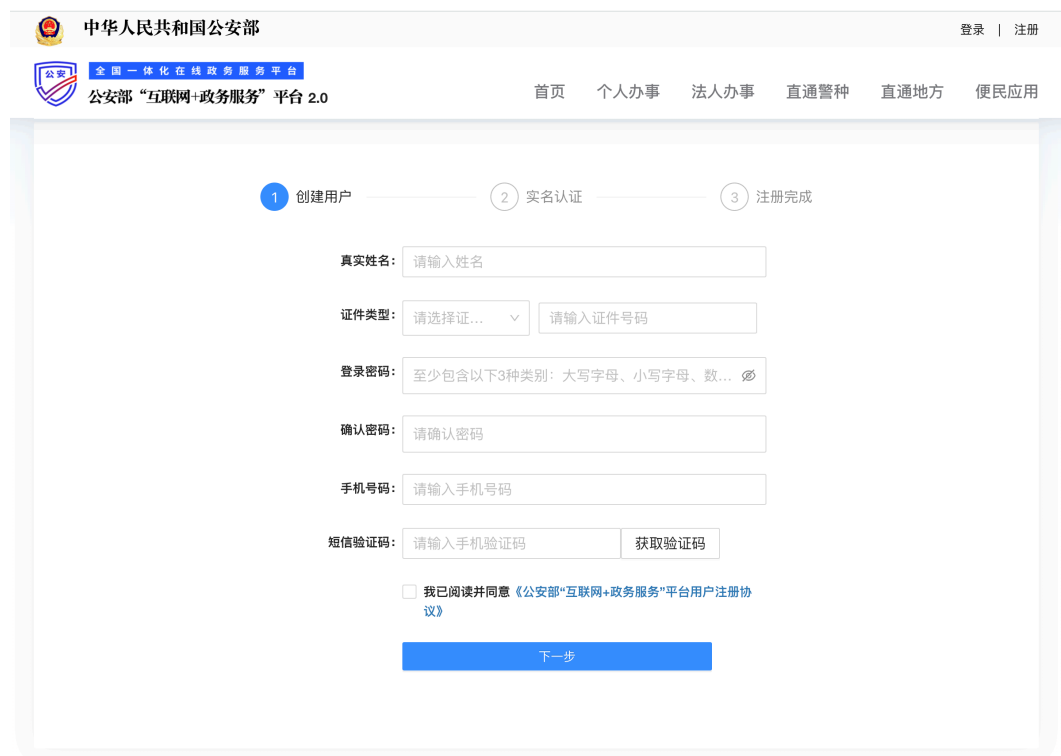 中华人民共和国公安部
登录 | 注册
公安
全国一体化在线政务服务平台
公安部“互联网+政务服务”平台 2.0
首页 个人办事 法人办事 直通警种 直通地方 便民应用
1 创建用户 2 实名认证 3 注册完成
真实姓名: 请输入姓名
证件类型: 请选择证... 请输入证件号码
登录密码: 至少包含以下3种类别：大写字母、小写字母、数...
确认密码: 请确认密码
手机号码: 请输入手机号码
短信验证码: 请输入手机验证码 获取验证码
我已阅读并同意《公安部“互联网+政务服务”平台用户注册协
议》
下一步